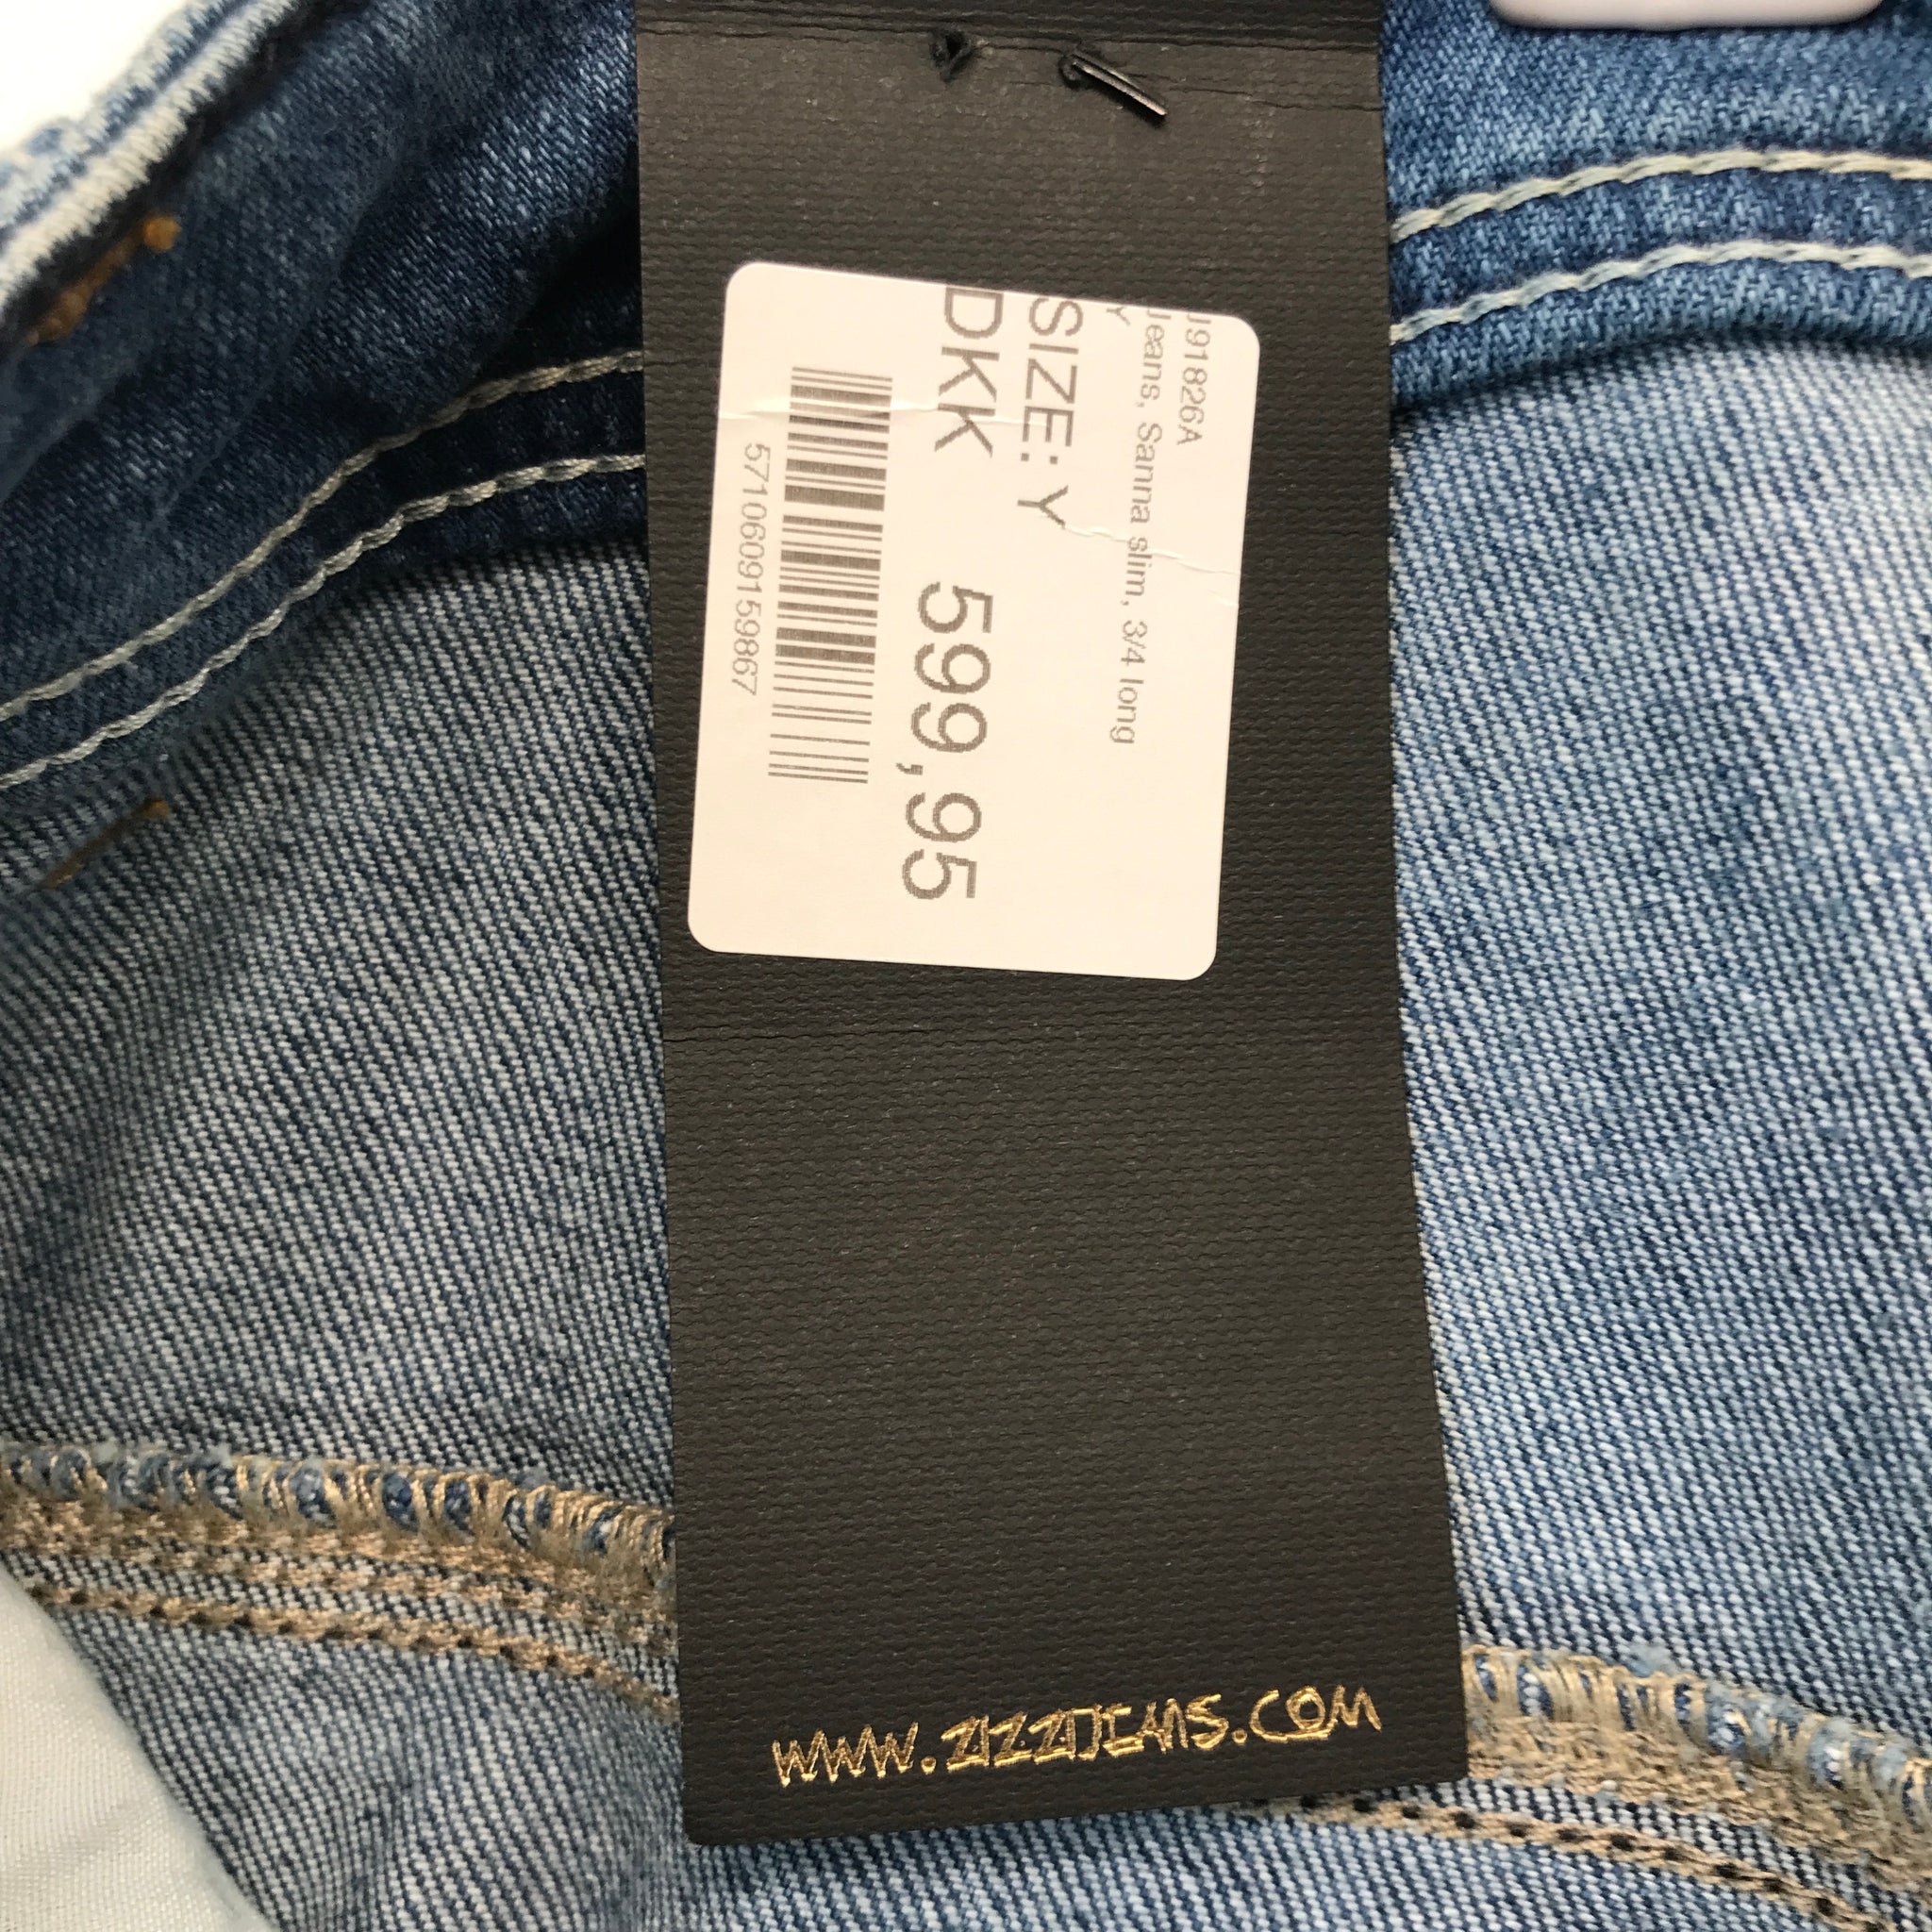 J91826A
Jeans, Sanna slim, 3/4 long
Y
SIZE: Y
DKK 599,95
5710609159867
WWW.ZIZZIJEANS.COM